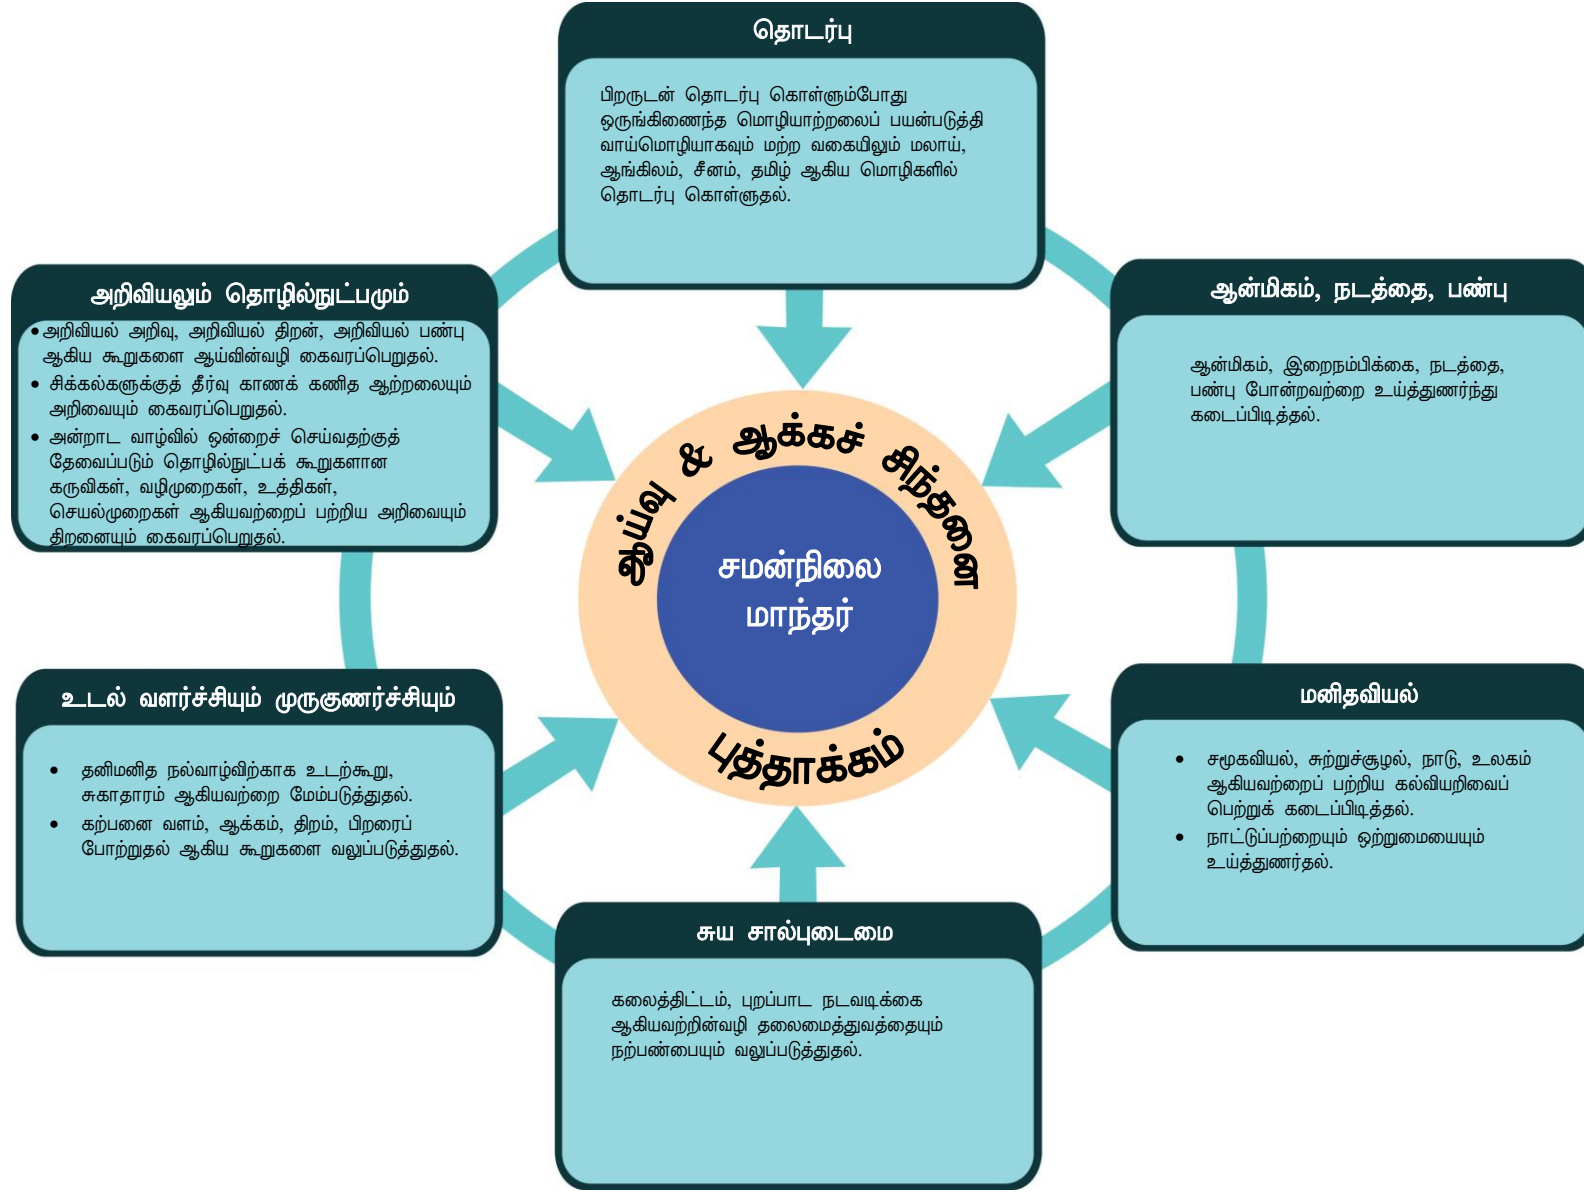 தொடர்பு
பிறருடன் தொடர்பு கொள்ளும்போது
ஒருங்கிணைந்த மொழியாற்றலைப் பயன்படுத்தி
வாய்மொழியாகவும் மற்ற வகையிலும் மலாய்,
ஆங்கிலம், சீனம், தமிழ் ஆகிய மொழிகளில்
தொடர்பு கொள்ளுதல்.
அறிவியலும் தொழில்நுட்பமும்
• அறிவியல் அறிவு, அறிவியல் திறன், அறிவியல் பண்பு
ஆகிய கூறுகளை ஆய்வின்வழி கைவரப்பெறுதல்.
• சிக்கல்களுக்குத் தீர்வு காணக் கணித ஆற்றலையும்
அறிவையும் கைவரப்பெறுதல்.
• அன்றாட வாழ்வில் ஒன்றைச் செய்வதற்குத்
தேவைப்படும் தொழில்நுட்பக் கூறுகளான
கருவிகள், வழிமுறைகள், உத்திகள்,
செயல்முறைகள் ஆகியவற்றைப் பற்றிய அறிவையும்
திறனையும் கைவரப்பெறுதல்.
ஆன்மிகம், நடத்தை, பண்பு
ஆன்மிகம், இறைநம்பிக்கை, நடத்தை,
பண்பு போன்றவற்றை உய்த்துணர்ந்து
கடைப்பிடித்தல்.
ஆய்வு & ஆக்கச் சிந்தனை
சமன்நிலை
மாந்தர்
புத்தாக்கம்
உடல் வளர்ச்சியும் முருகுணர்ச்சியும்
• தனிமனித நல்வாழ்விற்காக உடற்கூறு,
சுகாதாரம் ஆகியவற்றை மேம்படுத்துதல்.
• கற்பனை வளம், ஆக்கம், திறம், பிறரைப்
போற்றுதல் ஆகிய கூறுகளை வலுப்படுத்துதல்.
மனிதவியல்
• சமூகவியல், சுற்றுச்சூழல், நாடு, உலகம்
ஆகியவற்றைப் பற்றிய கல்வியறிவைப்
பெற்றுக் கடைப்பிடித்தல்.
• நாட்டுப்பற்றையும் ஒற்றுமையையும்
உய்த்துணர்தல்.
சுய சால்புடைமை
கலைத்திட்டம், புறப்பாட நடவடிக்கை
ஆகியவற்றின்வழி தலைமைத்துவத்தையும்
நற்பண்பையும் வலுப்படுத்துதல்.